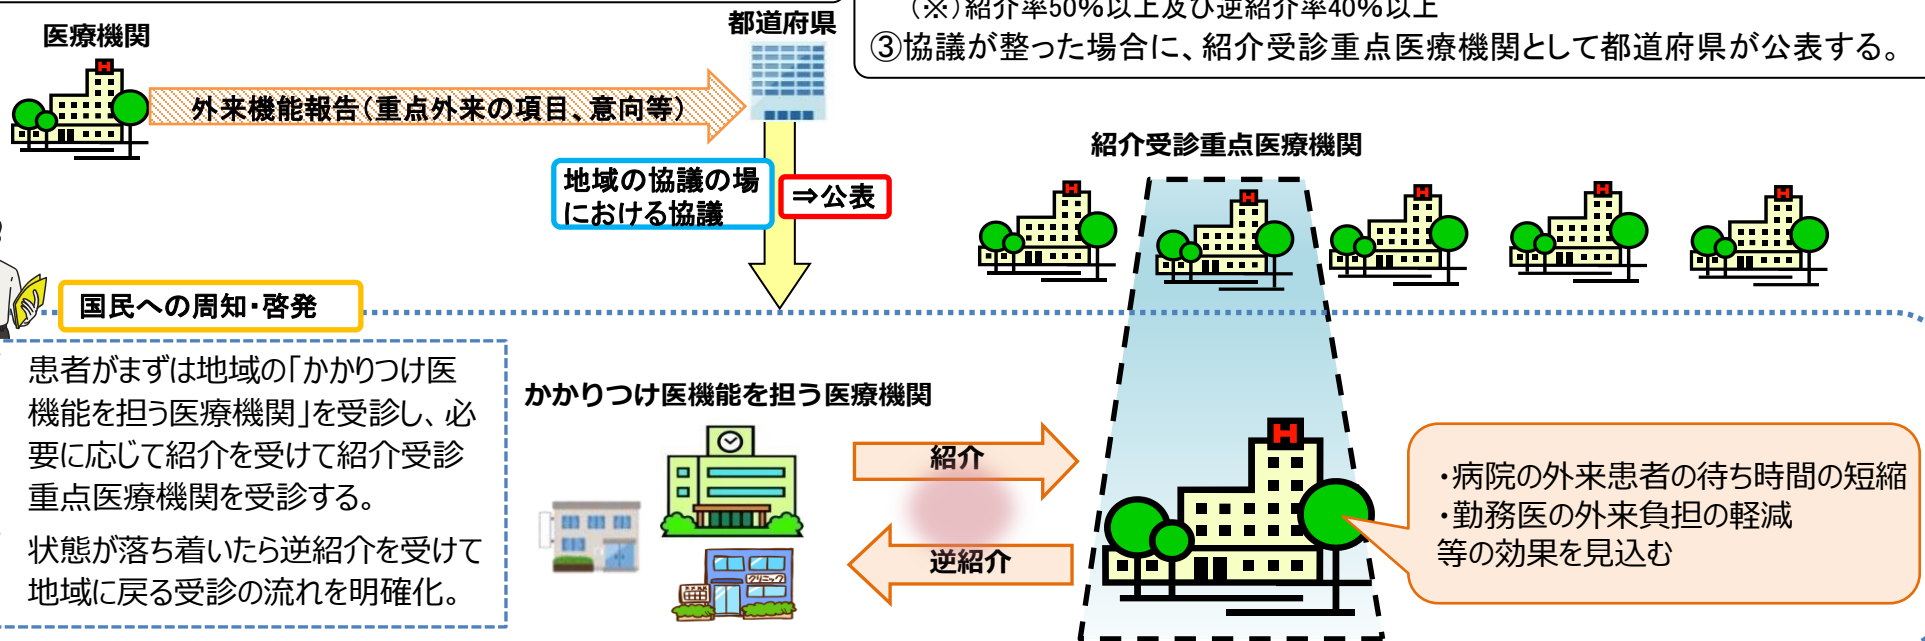 (※)紹介率50%以上及び逆紹介率40%以上
③協議が整った場合に、紹介受診重点医療機関として都道府県が公表する。
医療機関
都道府県
外来機能報告(重点外来の項目、意向等)
地域の協議の場
における協議
⇒公表
紹介受診重点医療機関
H
H
H
H
H
H
国民への周知・啓発
患者がまずは地域の「かかりつけ医
機能を担う医療機関」を受診し、必
要に応じて紹介を受けて紹介受診
重点医療機関を受診する。
状態が落ち着いたら逆紹介を受けて
地域に戻る受診の流れを明確化。
かかりつけ医機能を担う医療機関
クリニック
紹介
逆紹介
H
・病院の外来患者の待ち時間の短縮
・勤務医の外来負担の軽減
等の効果を見込む